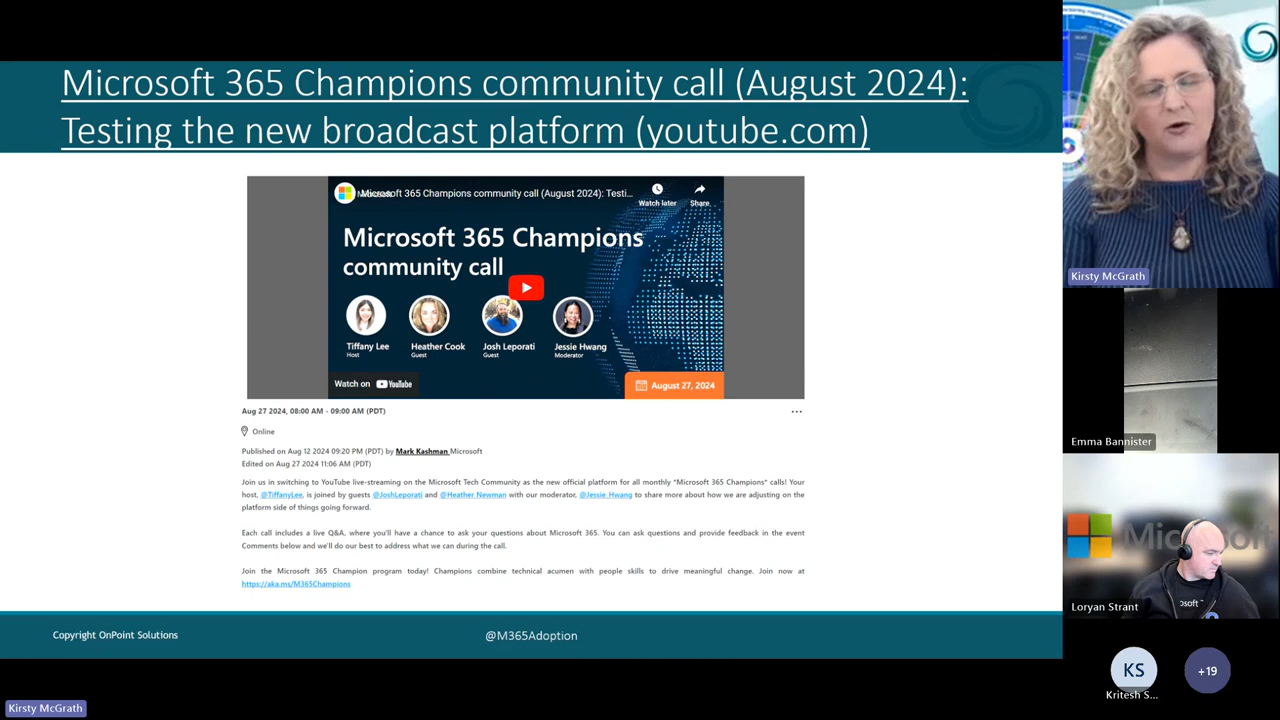 Microsoft 365 Champions community call (August 2024):
Testing the new broadcast platform (youtube.com)
Microsoft 365 Champions community call (August 2024): Testi...
Watch later
Share
Microsoft 365 Champions
community call
Tiffany Lee
Host
Heather Cook
Guest
Josh Leporati
Guest
Jessie Hwang
Moderator
Watch on YouTube
August 27, 2024
Aug 27 2024, 08:00 AM - 09:00 AM (PDT)
...
Online
Published on Aug 12 2024 09:20 PM (PDT) by Mark Kashman Microsoft
Edited on Aug 27 2024 11:06 AM (PDT)
Join us in switching to YouTube live-streaming on the Microsoft Tech Community as the new official platform for all monthly "Microsoft 365 Champions" calls! Your
host, @TiffanyLee, is joined by guests @JoshLeporati and @Heather Newman with our moderator, @Jessie Hwang to share more about how we are adjusting on the
platform side of things going forward.
Each call includes a live Q&A, where you'll have a chance to ask your questions about Microsoft 365. You can ask questions and provide feedback in the event
Comments below and we'll do our best to address what we can during the call.
Join the Microsoft 365 Champion program today! Champions combine technical acumen with people skills to drive meaningful change. Join now at
https://aka.ms/M365Champions
Copyright OnPoint Solutions
@M365Adoption
Kirsty McGrath
Kirsty McGrath
Emma Bannister
Loryan Strant
KS
Kritesh S...
+19